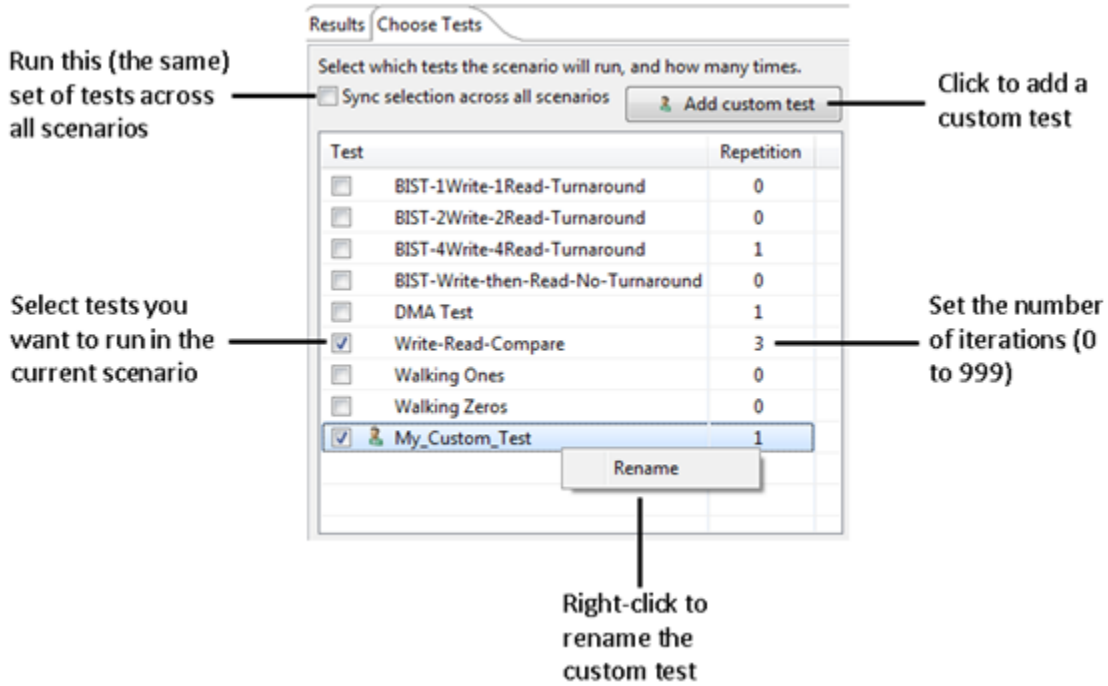 Results Choose Tests
Run this (the same)
set of tests across
all scenarios
Select which tests the scenario will run, and how many times.
Sync selection across all scenarios
Add custom test
Click to add a
custom test
Test Repetition
BIST-1Write-1Read-Turnaround 0
BIST-2Write-2Read-Turnaround 0
BIST-4Write-4Read-Turnaround 1
BIST-Write-then-Read-No-Turnaround 0
DMA Test 1
Write-Read-Compare 3
Walking Ones 0
Walking Zeros 0
My_Custom_Test 1
Rename
Select tests you
want to run in the
current scenario
Set the number
of iterations (0
to 999)
Right-click to
rename the
custom test